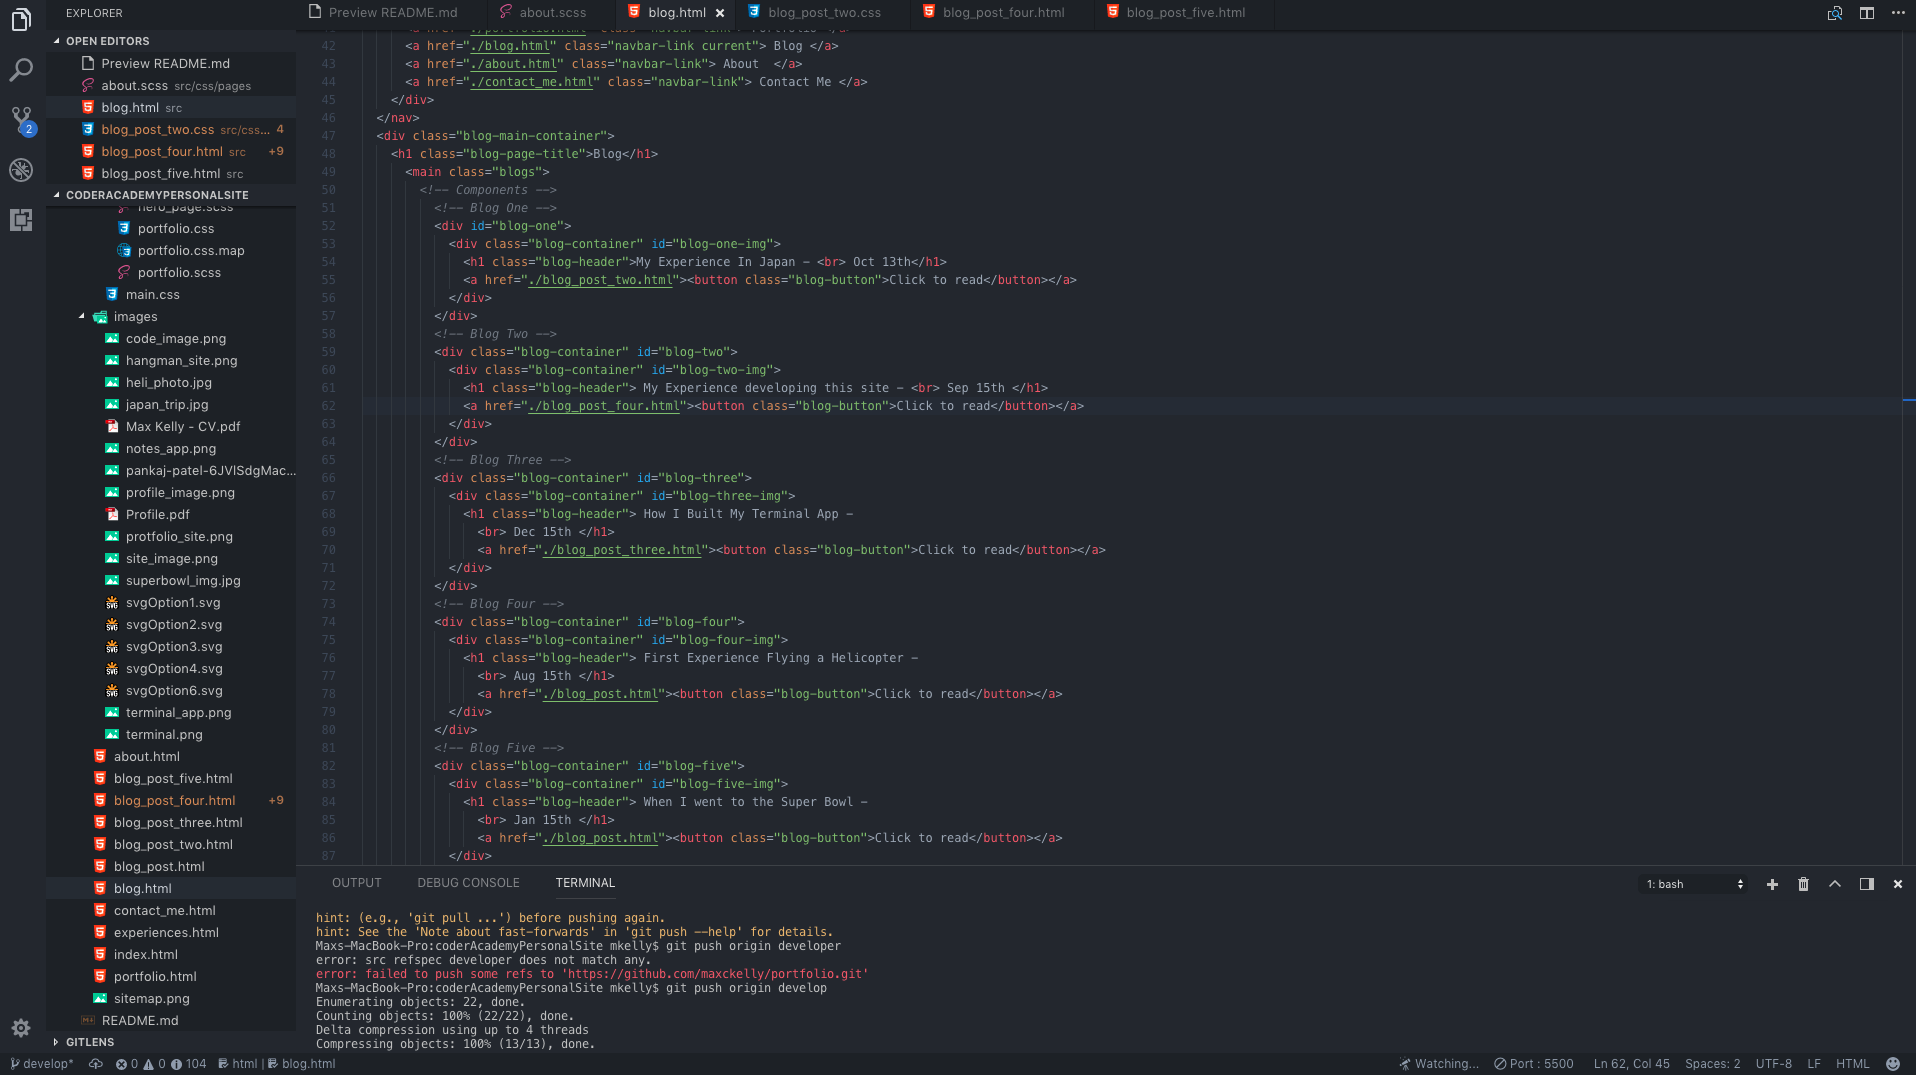 EXPLORER
Preview README.md
about.scss
blog.html
blog_post_two.css
blog_post_four.html
blog_post_five.html
OPEN EDITORS
Preview README.md
about.scss src/css/pages
blog.html src
blog_post_two.css src/css... 4
blog_post_four.html src +9
blog_post_five.html src
CODERACADEMYPERSONALSITE
hero_page.scss
portfolio.css
portfolio.css.map
portfolio.scss
main.css
images
code_image.png
hangman_site.png
heli_photo.jpg
japan_trip.jpg
Max Kelly - CV.pdf
notes_app.png
pankaj-patel-6JVlSdgMac...
profile_image.png
Profile.pdf
protfolio_site.png
site_image.png
superbowl_img.jpg
svgOption1.svg
svgOption2.svg
svgOption3.svg
svgOption4.svg
svgOption6.svg
terminal_app.png
terminal.png
about.html
blog_post_five.html
blog_post_four.html +9
blog_post_three.html
blog_post_two.html
blog_post.html
blog.html
contact_me.html
experiences.html
index.html
portfolio.html
sitemap.png
README.md
GITLENS
2
42 <a href="./blog.html" class="navbar-link current"> Blog </a>
43 <a href="./about.html" class="navbar-link"> About  </a>
44 <a href="./contact_me.html" class="navbar-link"> Contact Me </a>
45 </div>
46 </nav>
47 <div class="blog-main-container">
48 <h1 class="blog-page-title">Blog</h1>
49 <main class="blogs">
50 <!-- Components -->
51 <!-- Blog One -->
52 <div id="blog-one">
53 <div class="blog-container" id="blog-one-img">
54 <h1 class="blog-header">My Experience In Japan - <br> Oct 13th</h1>
55 <a href="./blog_post_two.html"><button class="blog-button">Click to read</button></a>
56 </div>
57 </div>
58 <!-- Blog Two -->
59 <div class="blog-container" id="blog-two">
60 <div class="blog-container" id="blog-two-img">
61 <h1 class="blog-header"> My Experience developing this site - <br> Sep 15th </h1>
62 <a href="./blog_post_four.html"><button class="blog-button">Click to read</button></a>
63 </div>
64 </div>
65 <!-- Blog Three -->
66 <div class="blog-container" id="blog-three">
67 <div class="blog-container" id="blog-three-img">
68 <h1 class="blog-header"> How I Built My Terminal App -
69 <br> Dec 15th </h1>
70 <a href="./blog_post_three.html"><button class="blog-button">Click to read</button></a>
71 </div>
72 </div>
73 <!-- Blog Four -->
74 <div class="blog-container" id="blog-four">
75 <div class="blog-container" id="blog-four-img">
76 <h1 class="blog-header"> First Experience Flying a Helicopter -
77 <br> Aug 15th </h1>
78 <a href="./blog_post.html"><button class="blog-button">Click to read</button></a>
79 </div>
80 </div>
81 <!-- Blog Five -->
82 <div class="blog-container" id="blog-five">
83 <div class="blog-container" id="blog-five-img">
84 <h1 class="blog-header"> When I went to the Super Bowl -
85 <br> Jan 15th </h1>
86 <a href="./blog_post.html"><button class="blog-button">Click to read</button></a>
87 </div>
OUTPUT DEBUG CONSOLE TERMINAL 1: bash
hint: (e.g., 'git pull ...') before pushing again.
hint: See the 'Note about fast-forwards' in 'git push --help' for details.
Maxs-MacBook-Pro:coderAcademyPersonalSite mkelly$ git push origin developer
error: src refspec developer does not match any.
error: failed to push some refs to 'https://github.com/maxckelly/portfolio.git'
Maxs-MacBook-Pro:coderAcademyPersonalSite mkelly$ git push origin develop
Enumerating objects: 22, done.
Counting objects: 100% (22/22), done.
Delta compression using up to 4 threads
Compressing objects: 100% (13/13), done.
develop* 0 0 104 html | blog.html Watching... Port : 5500 Ln 62, Col 45 Spaces: 2 UTF-8 LF HTML